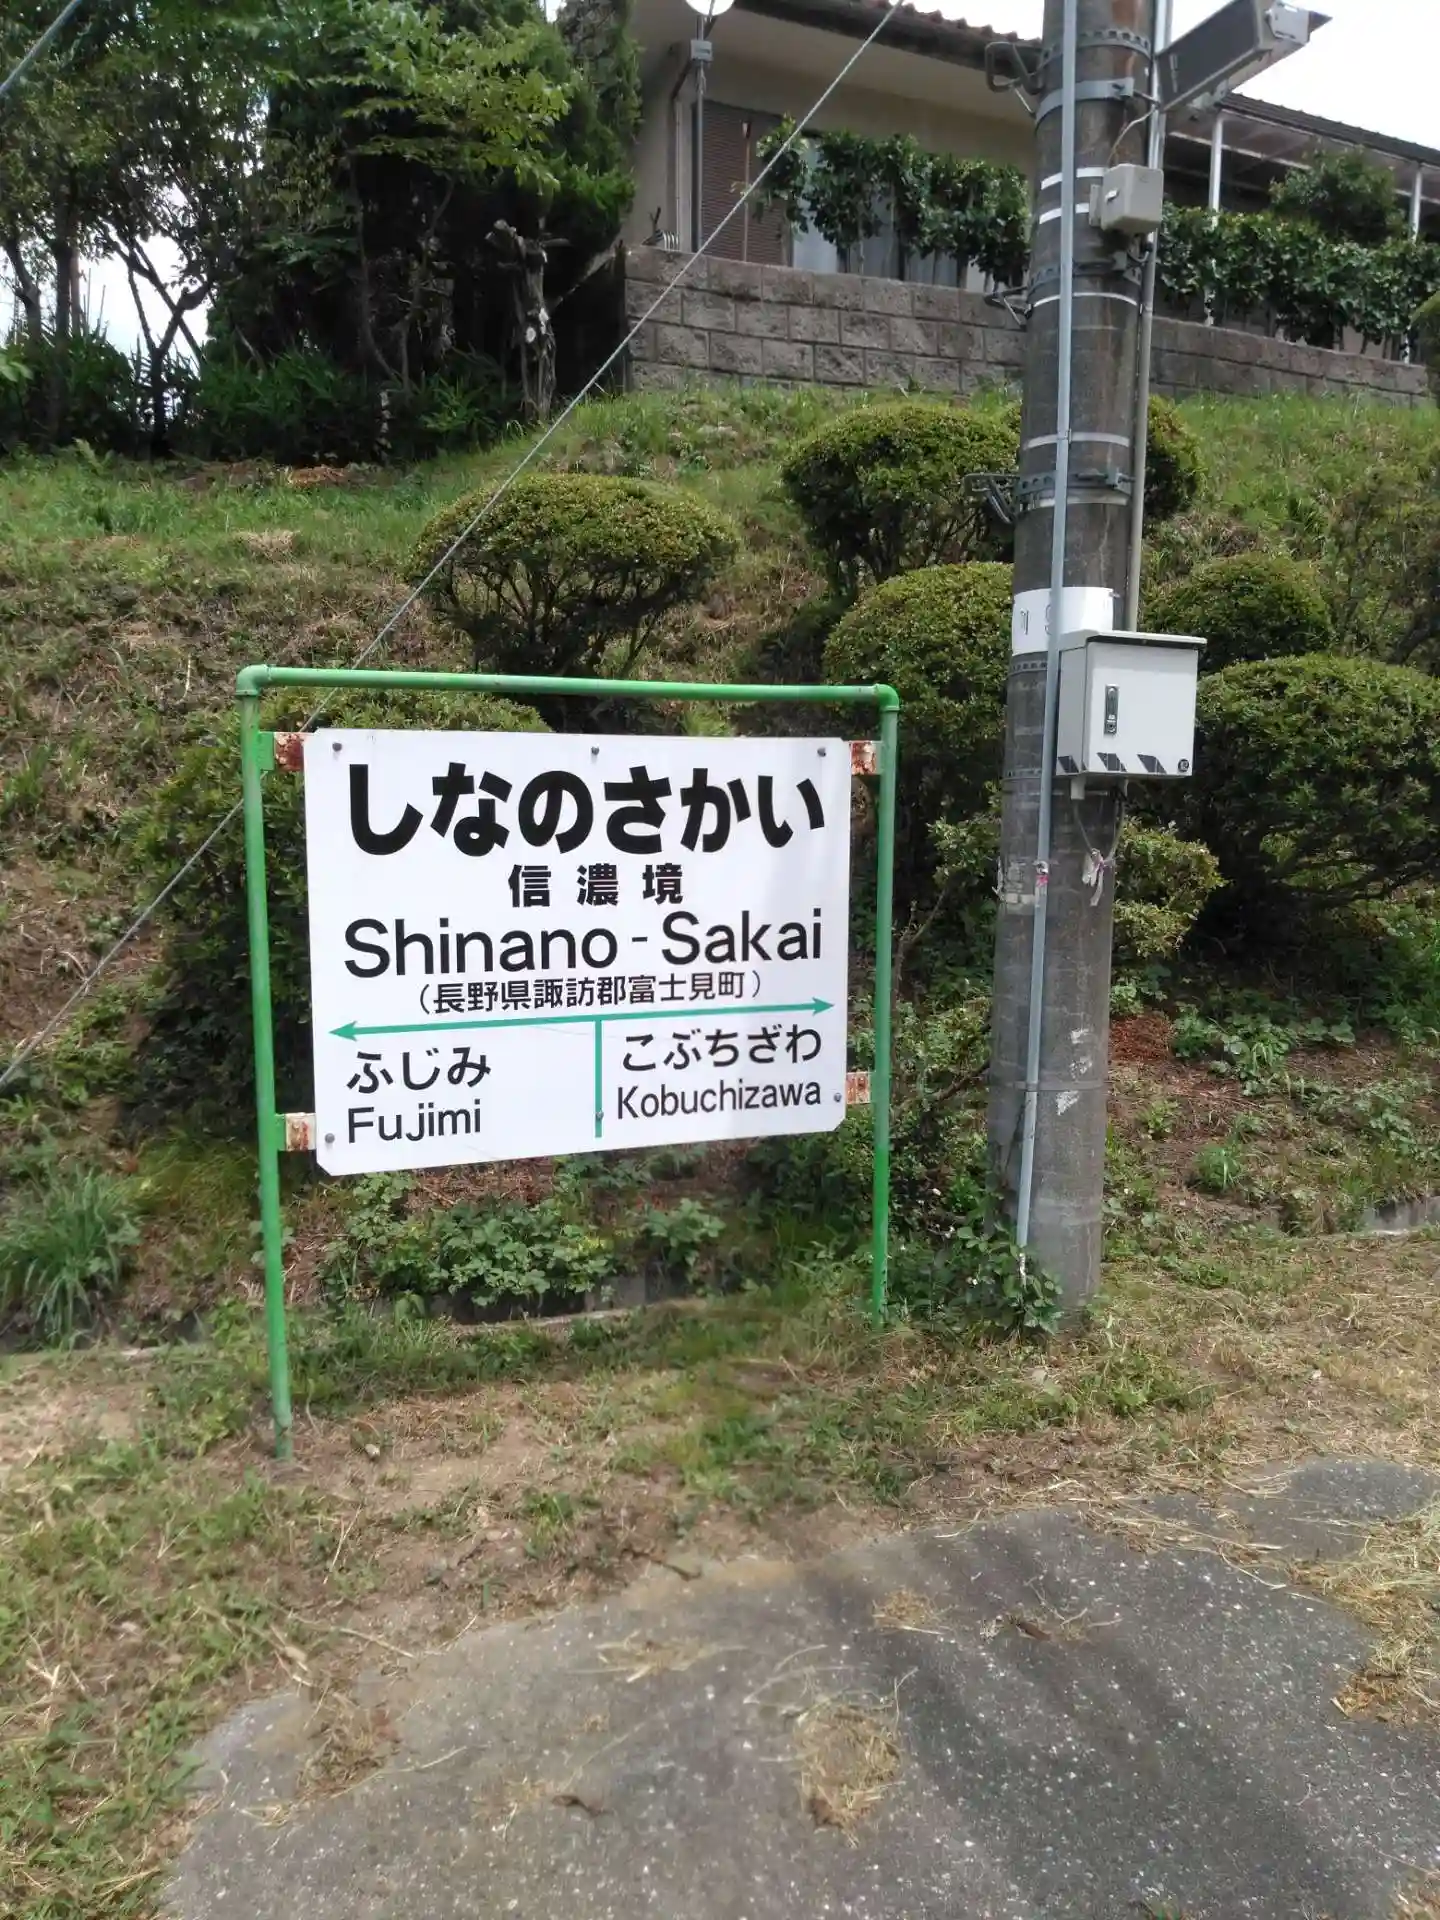 しなのさかい
信濃境
Shinano-Sakai
（長野県諏訪郡富士見町）
ふじみ
Fujimi
こぶちざわ
Kobuchizawa